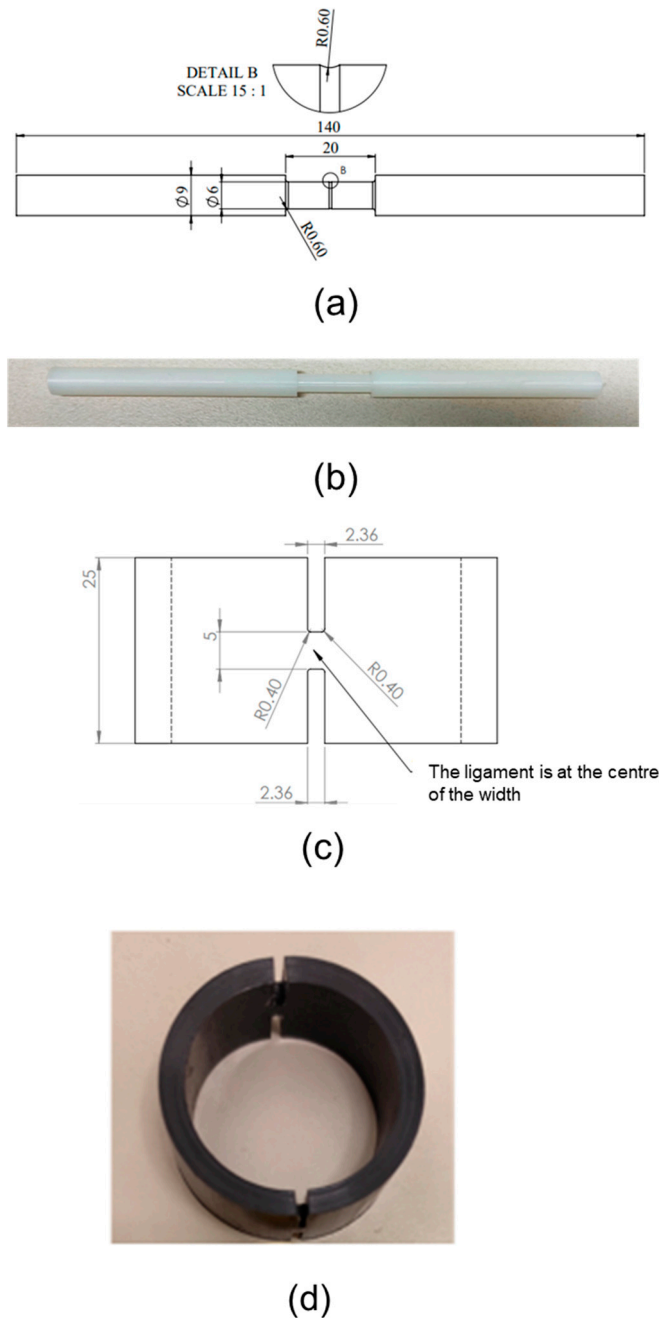 R0.60
DETAIL B
SCALE 15 : 1
140
20
B
Ø9
Ø6
R0.60
(a)
(b)
2.36
25
5
R0.40
R0.40
The ligament is at the centre
of the width
2.36
(c)
(d)